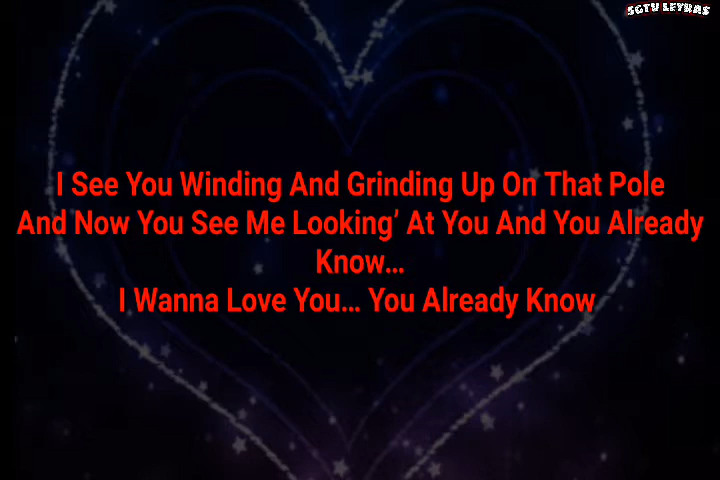 SGTV LEYRAS
I See You Winding And Grinding Up On That Pole
And Now You See Me Looking’ At You And You Already
Know…
I Wanna Love You… You Already Know